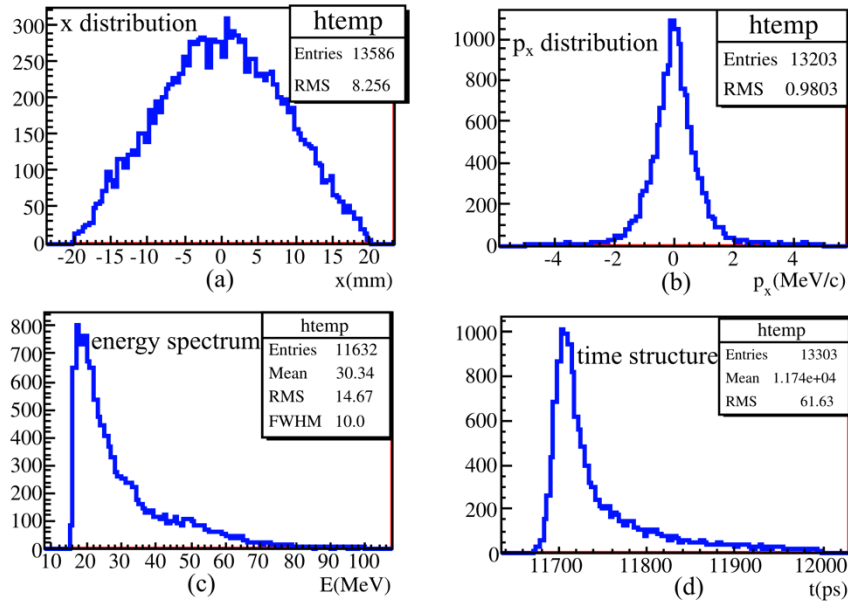 x distribution
htemp
Entries 13586
RMS 8.256
300
250
200
150
100
50
0
-20 -15 -10 -5 0 5 10 15 20
x(mm)
(a)
p_x distribution
htemp
Entries 13203
RMS 0.9803
1000
800
600
400
200
0
-4 -2 0 2 4
p_x(MeV/c)
(b)
energy spectrum
htemp
Entries 11632
Mean 30.34
RMS 14.67
FWHM 10.0
800
700
600
500
400
300
200
100
0
10 20 30 40 50 60 70 80 90 100
E(MeV)
(c)
time structure
htemp
Entries 13303
Mean 1.174e+04
RMS 61.63
1000
800
600
400
200
0
11700 11800 11900 12000
t(ps)
(d)